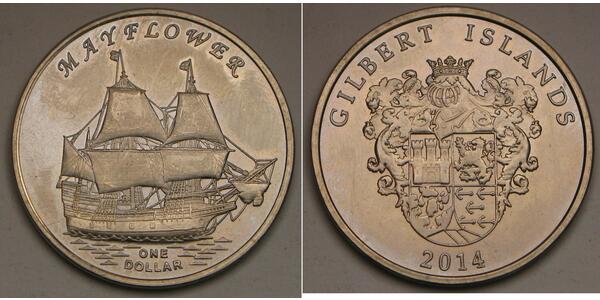 MAYFLOWER
ONE
DOLLAR
GILBERT ISLANDS
2014